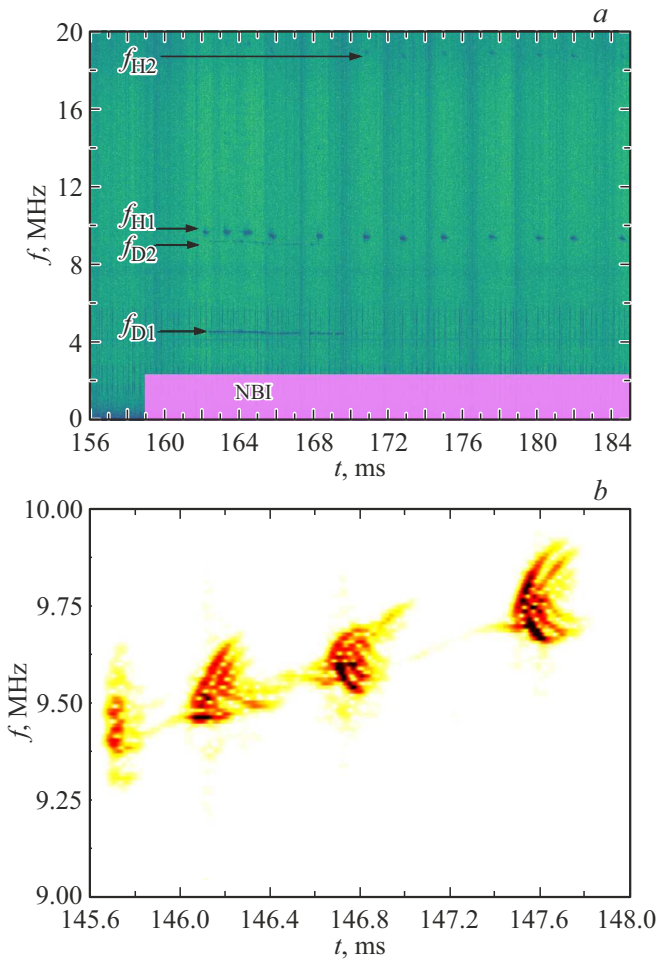 a
20
f_H2
16
12
f, MHz
f_H1
f_D2
8
f_D1
4
NBI
0
156 160 164 168 172 176 180 184
t, ms
b
10.00
9.75
f, MHz
9.50
9.25
9.00
145.6 146.0 146.4 146.8 147.2 147.6 148.0
t, ms